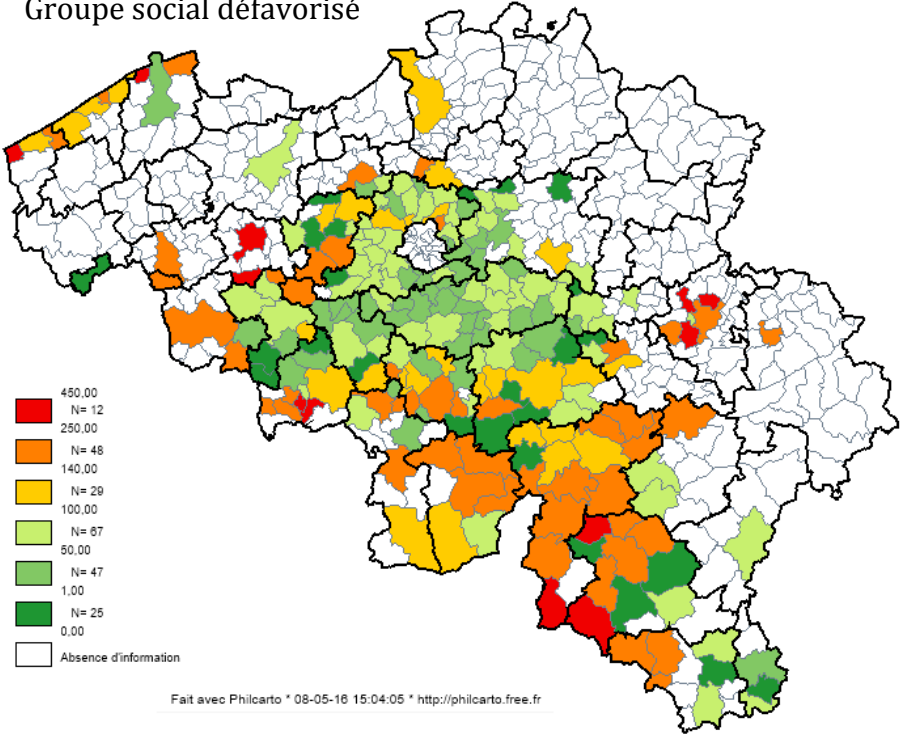 Groupe social défavorisé
450,00
N= 12
250,00
N= 48
140,00
N= 29
100,00
N= 67
50,00
N= 47
1,00
N= 25
0,00
Absence d'information
Fait avec Philcarto * 08-05-16 15:04:05 * http://philcarto.free.fr